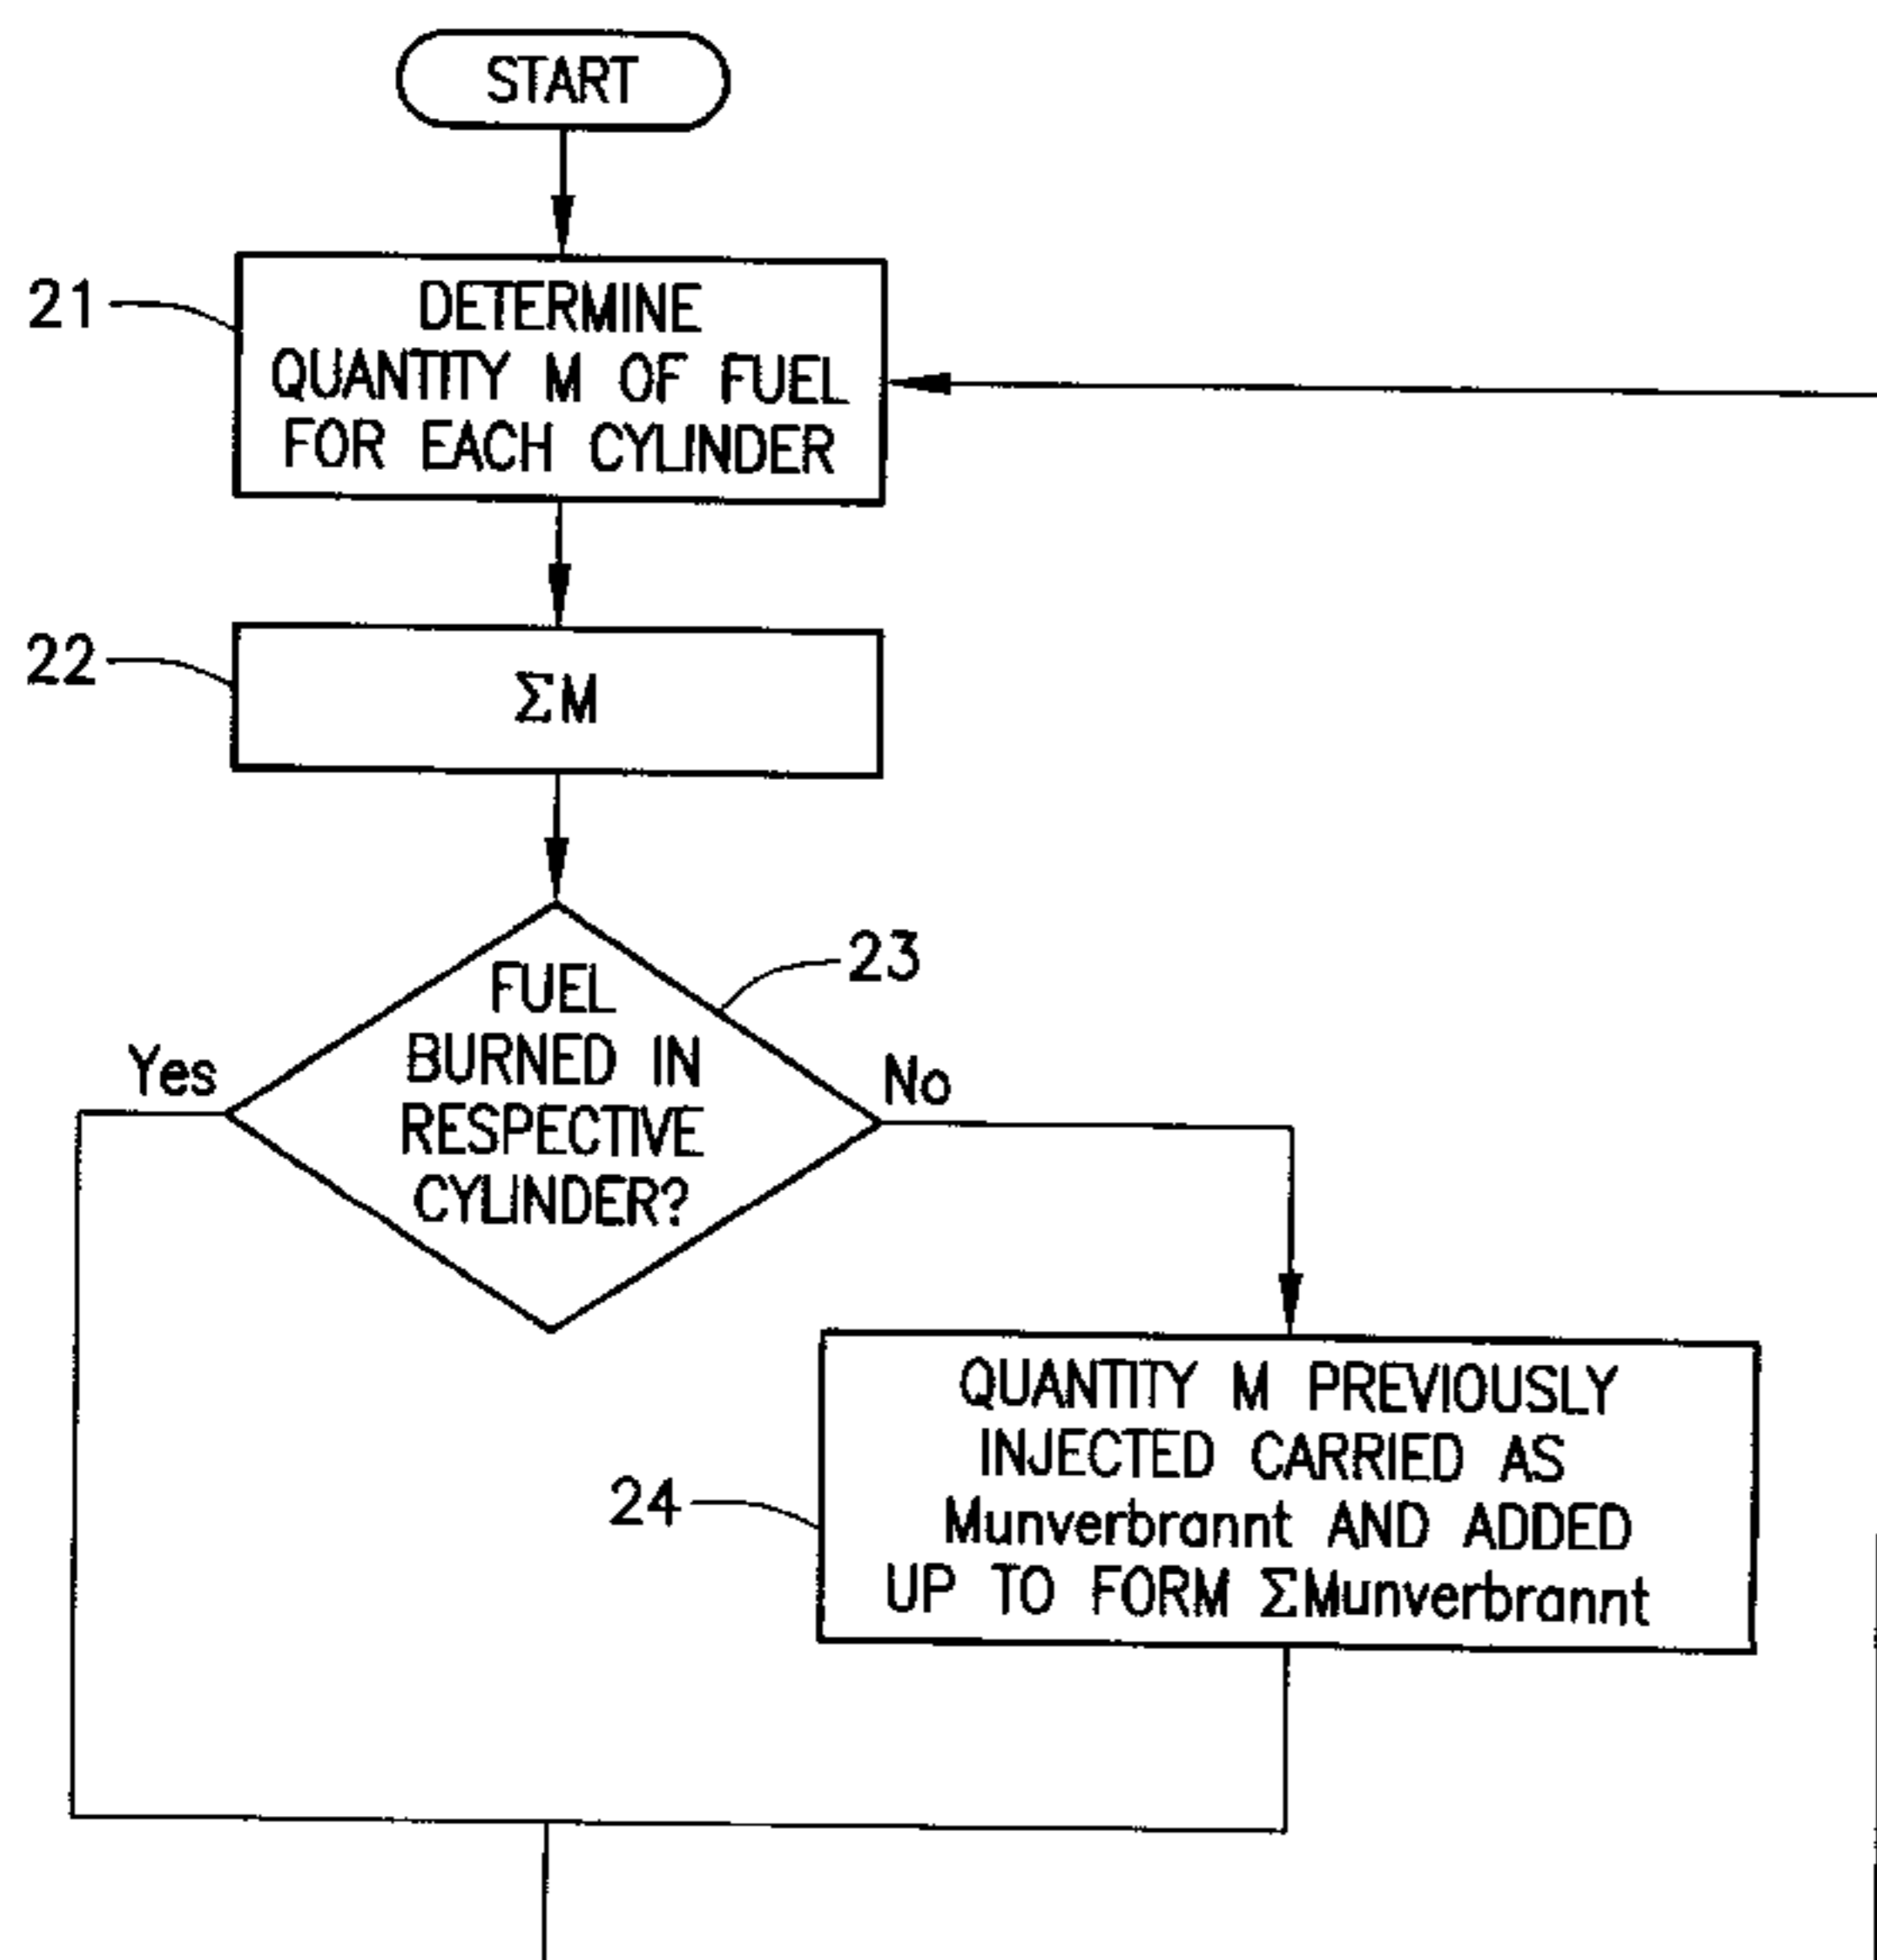 START
21
DETERMINE
QUANTITY M OF FUEL
FOR EACH CYLINDER
22
ΣM
23
FUEL
BURNED IN
RESPECTIVE
CYLINDER?
Yes
No
QUANTITY M PREVIOUSLY
INJECTED CARRIED AS
Munverbrannt AND ADDED
UP TO FORM ΣMunverbrannt
24